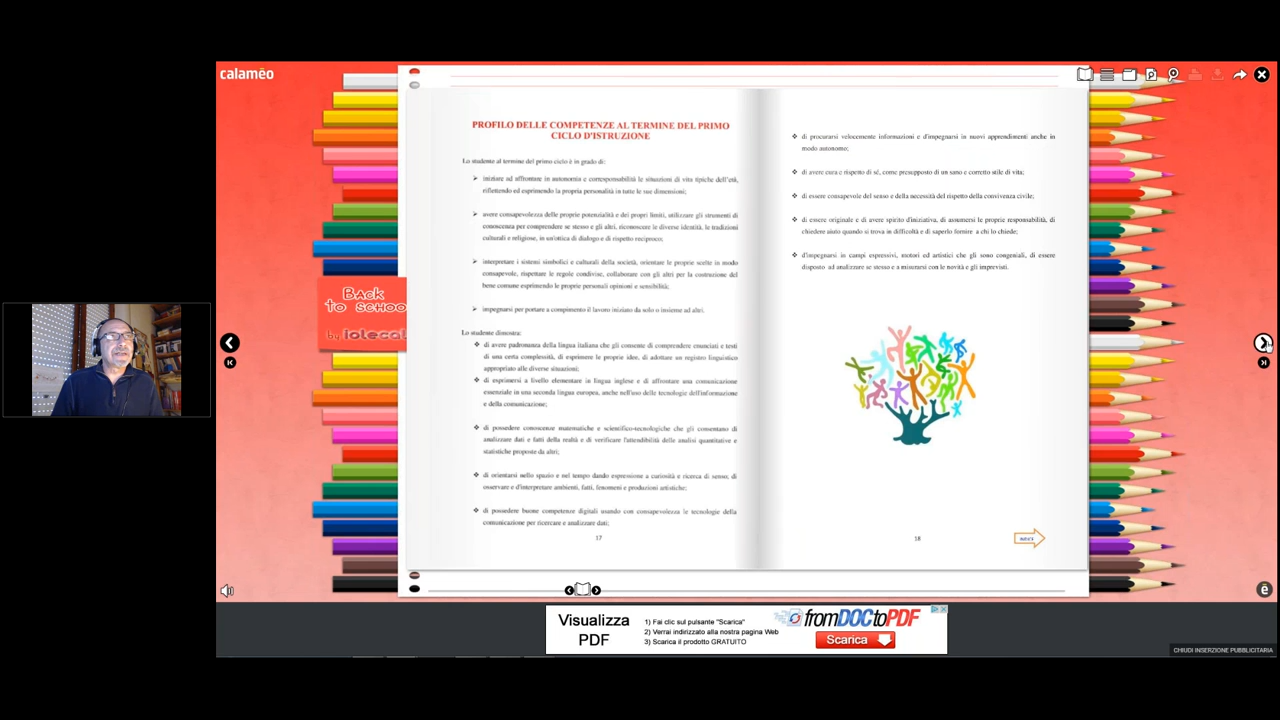 calamēo
BACK
TO SCHOOL
by
PROFILO DELLE COMPETENZE AL TERMINE DEL PRIMO
CICLO D'ISTRUZIONE
Lo studente al termine del primo ciclo è in grado di:
➢ iniziare ad affrontare in autonomia e corresponsabilità le situazioni di vita tipiche dell'età,
riflettendo ed esprimendo la propria personalità in tutte le sue dimensioni;
➢ avere consapevolezza delle proprie potenzialità e dei propri limiti, utilizzare gli strumenti di
conoscenza per comprendere se stesso e gli altri, riconoscere le diverse identità, le tradizioni
culturali e religiose, in un'ottica di dialogo e di rispetto reciproco;
➢ interpretare i sistemi simbolici e culturali della società, orientare le proprie scelte in modo
consapevole, rispettare le regole condivise, collaborare con gli altri per la costruzione del
bene comune esprimendo le proprie personali opinioni e sensibilità;
➢ impegnarsi per portare a compimento il lavoro iniziato da solo o insieme ad altri.
Lo studente dimostra:
❖ di avere padronanza della lingua italiana che gli consente di comprendere enunciati e testi
di una certa complessità, di esprimere le proprie idee, di adottare un registro linguistico
appropriato alle diverse situazioni;
❖ di esprimersi a livello elementare in lingua inglese e di affrontare una comunicazione
essenziale in una seconda lingua europea, anche nell'uso delle tecnologie dell'informazione
e della comunicazione;
❖ di possedere conoscenze matematiche e scientifico-tecnologiche che gli consentano di
analizzare dati e fatti della realtà e di verificare l'attendibilità delle analisi quantitative e
statistiche proposte da altri;
❖ di orientarsi nello spazio e nel tempo dando espressione a curiosità e ricerca di senso; di
osservare e d'interpretare ambienti, fatti, fenomeni e produzioni artistiche;
❖ di possedere buone competenze digitali usando con consapevolezza le tecnologie della
comunicazione per ricercare e analizzare dati;
17
❖ di procurarsi velocemente informazioni e d'impegnarsi in nuovi apprendimenti anche in
modo autonomo;
❖ di avere cura e rispetto di sé, come presupposto di un sano e corretto stile di vita;
❖ di essere consapevole del senso e della necessità del rispetto della convivenza civile;
❖ di essere originale e di avere spirito d'iniziativa, di assumersi le proprie responsabilità, di
chiedere aiuto quando si trova in difficoltà e di saperlo fornire a chi lo chiede;
❖ d'impegnarsi in campi espressivi, motori ed artistici che gli sono congeniali, di essere
disposto ad analizzare se stesso e a misurarsi con le novità e gli imprevisti.
18
Visualizza
PDF
1) Fai clic sul pulsante "Scarica"
2) Verrai indirizzato alla nostra pagina Web
3) Scarica il prodotto GRATUITO
fromDOCtoPDF
Scarica
CHIUDI INSERZIONE PUBBLICITARIA